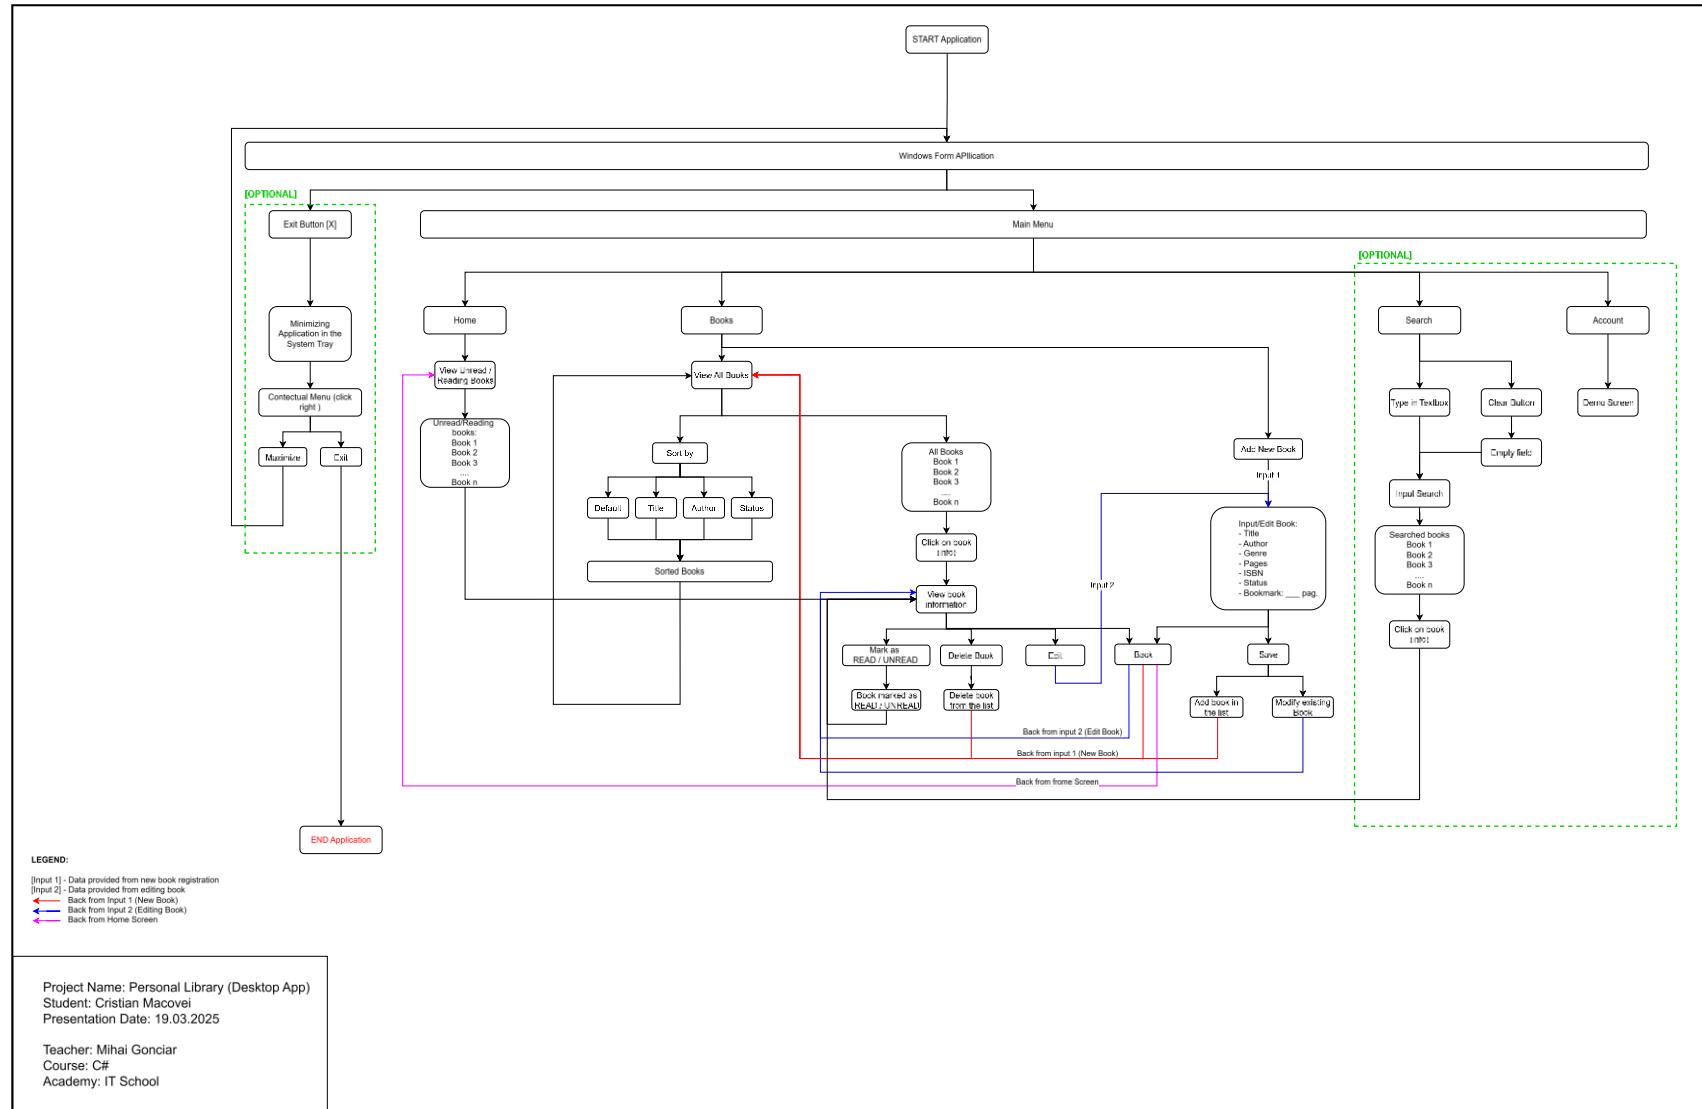 START Application
Windows Form APIlication
[OPTIONAL]
Exit Button [X]
Main Menu
[OPTIONAL]
Minimizing
Application in the
System Tray
Home
Books
Search
Account
View Unread /
Reading Books
View All Books
Contectual Menu (click
right )
Type in Textbox
Clear Button
Demo Screen
Unread/Reading
books:
Book 1
Book 2
Book 3
....
Book n
Maximize
Exit
Sort by
All Books
Book 1
Book 2
Book 3
....
Book n
Add New Book
Input 1
Empty field
Input Search
Default
Title
Author
Status
Input/Edit Book:
- Title
- Author
- Genre
- Pages
- ISBN
- Status
- Bookmark: ___ pag.
Searched books
Book 1
Book 2
Book 3
....
Book n
Click on book
(info)
Sorted Books
View book
information
Input 2
Click on book
(info)
Mark as
READ / UNREAD
Delete Book
Edit
Back
Save
Book marked as
READ / UNREAD
Delete book
from the list
Add book in
the list
Modify existing
Book
Back from input 2 (Edit Book)
Back from input 1 (New Book)
Back from frome Screen
END Application
LEGEND:
[Input 1] - Data provided from new book registration
[Input 2] - Data provided from editing book
Back from Input 1 (New Book)
Back from Input 2 (Editing Book)
Back from Home Screen
Project Name: Personal Library (Desktop App)
Student: Cristian Macovei
Presentation Date: 19.03.2025
Teacher: Mihai Gonciar
Course: C#
Academy: IT School